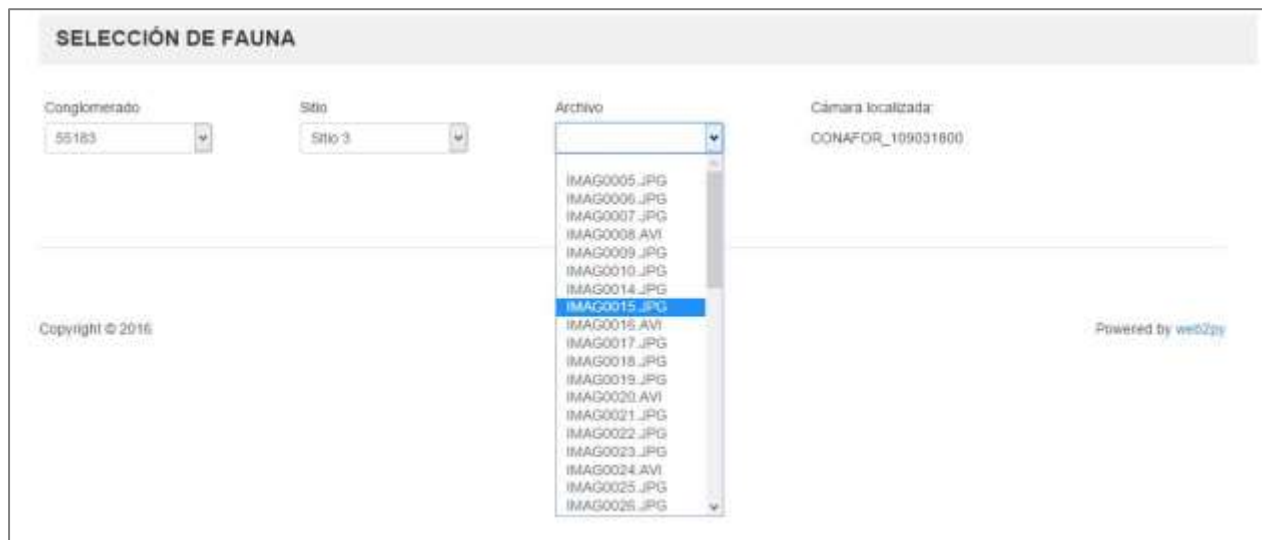 SELECCIÓN DE FAUNA
Conglomerado
Sitio
Archivo
Cámara localizada:
55183
Sitio 3
CONAFOR_109031800
IMAG0005.JPG
IMAG0006.JPG
IMAG0007.JPG
IMAG0008.AVI
IMAG0009.JPG
IMAG0010.JPG
IMAG0014.JPG
IMAG0015.JPG
IMAG0016.AVI
IMAG0017.JPG
IMAG0018.JPG
IMAG0019.JPG
IMAG0020.AVI
IMAG0021.JPG
IMAG0022.JPG
IMAG0023.JPG
IMAG0024.AVI
IMAG0025.JPG
IMAG0026.JPG
Copyright © 2016
Powered by web2py